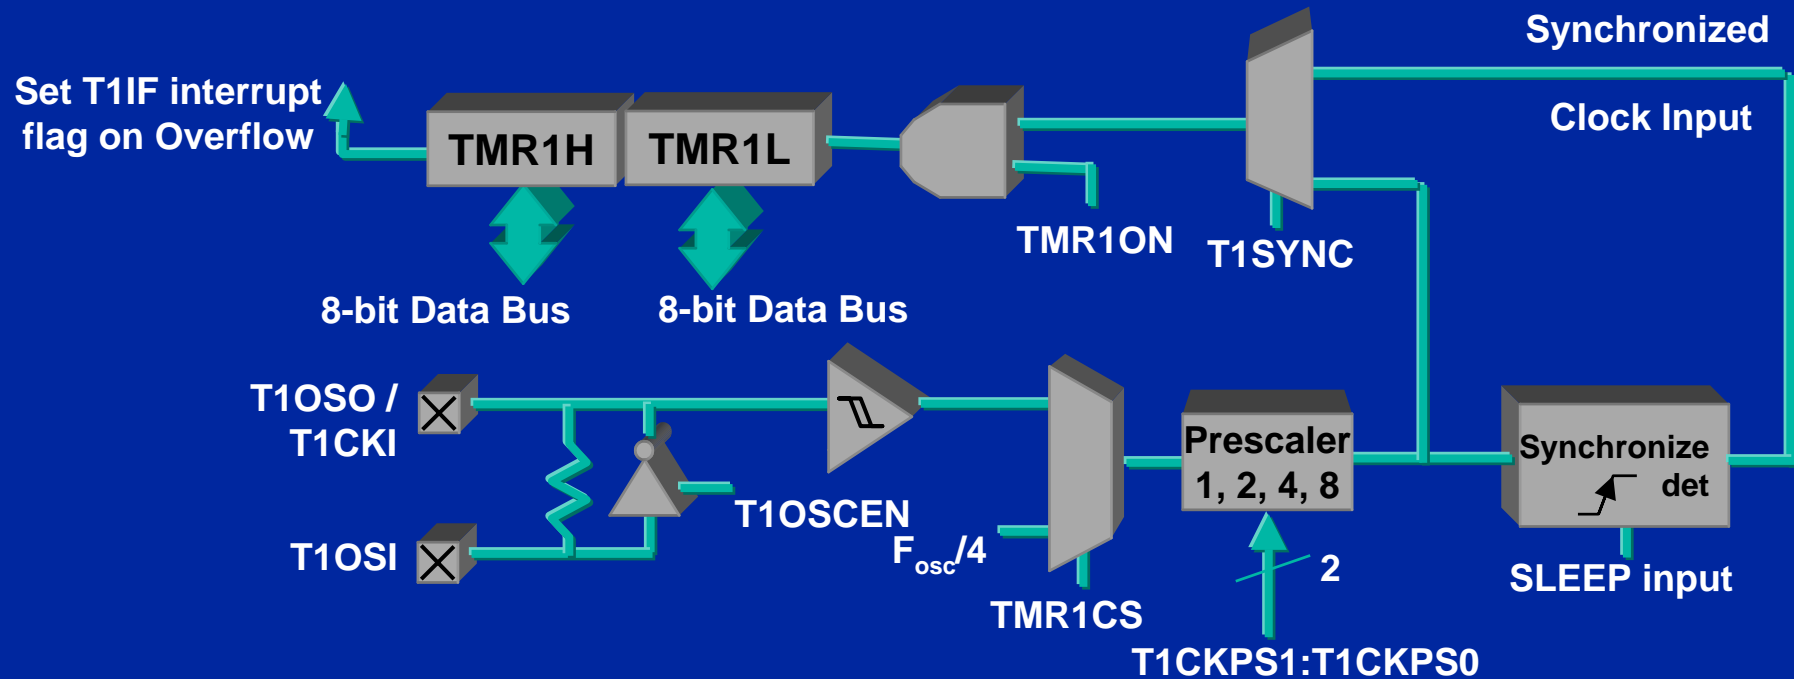 Synchronized
Set T1IF interrupt
flag on Overflow
TMR1H
TMR1L
Clock Input
TMR1ON
T1SYNC
8-bit Data Bus
8-bit Data Bus
T1OSO /
T1CKI
T1OSCEN
T1OSI
Fosc/4
TMR1CS
Prescaler
1, 2, 4, 8
2
T1CKPS1:T1CKPS0
Synchronize
det
SLEEP input